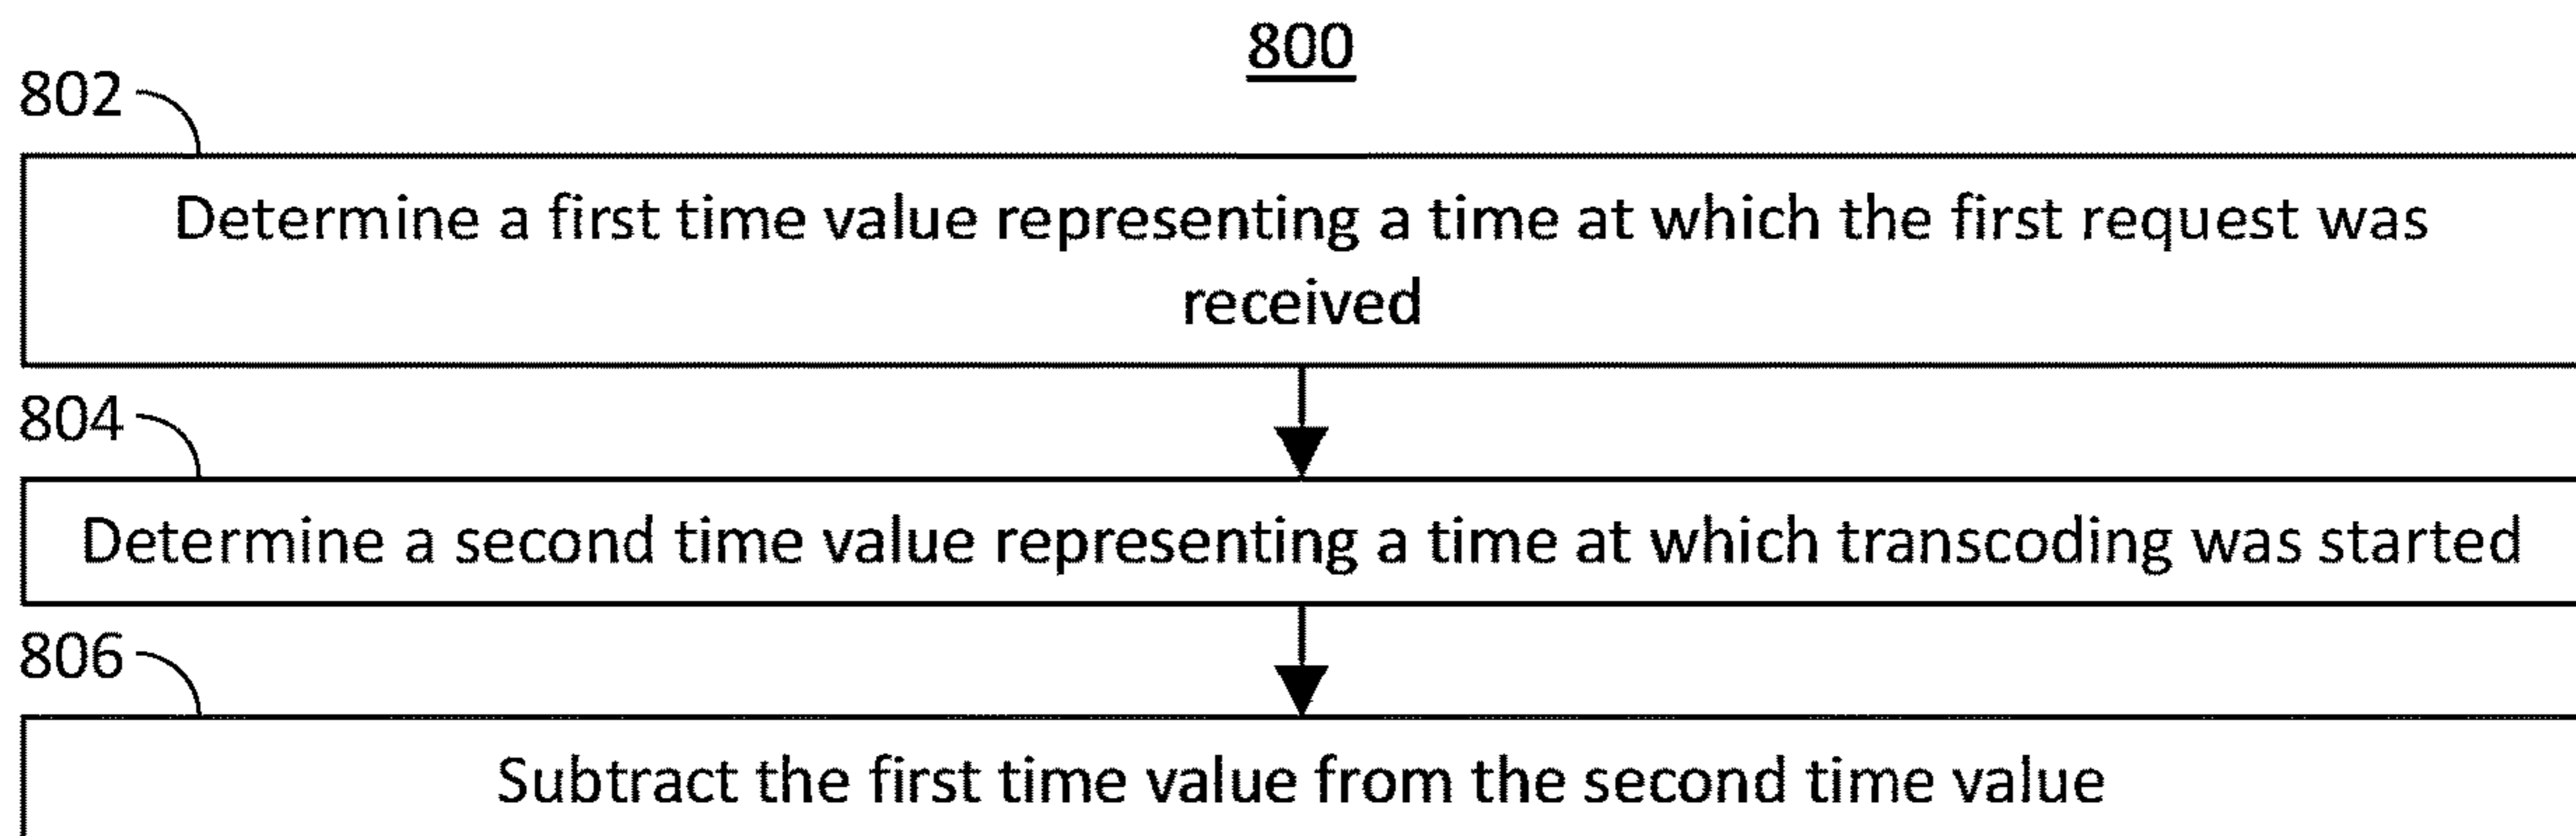 800
802
Determine a first time value representing a time at which the first request was
received
804
Determine a second time value representing a time at which transcoding was started
806
Subtract the first time value from the second time value